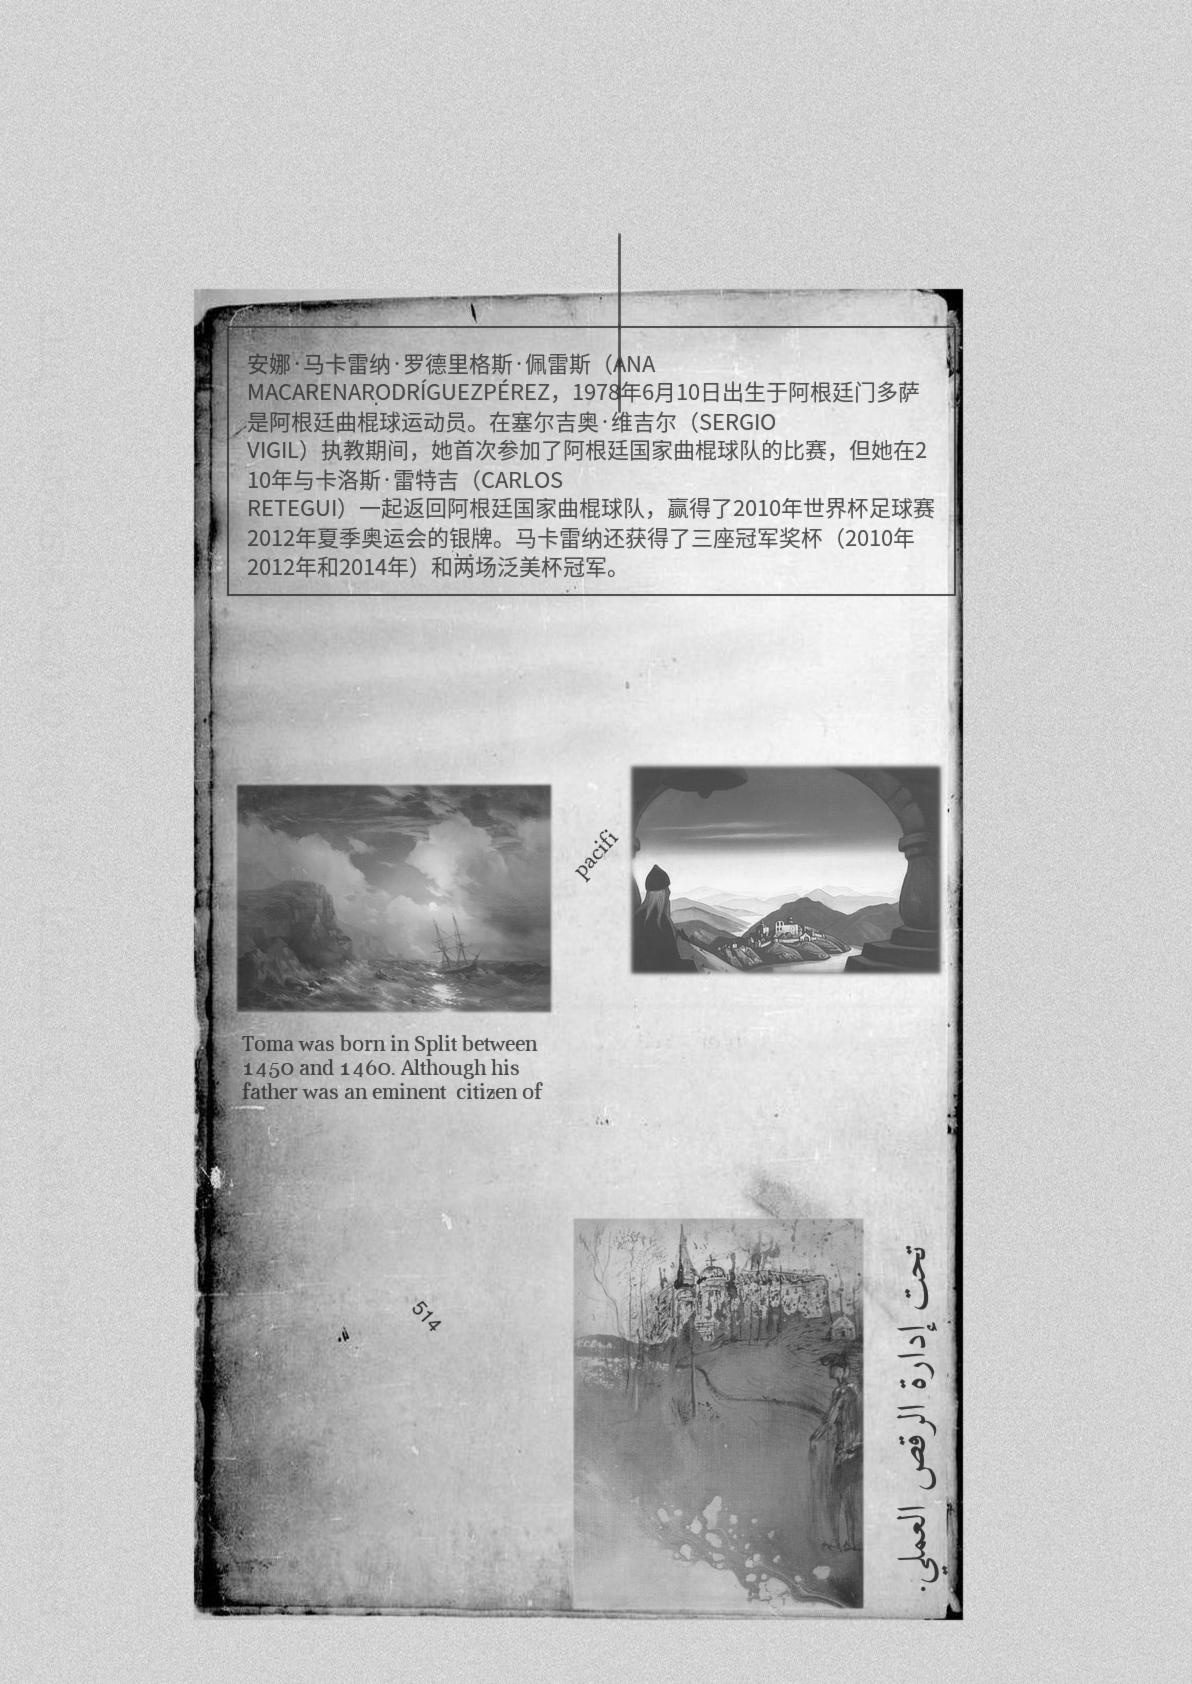 安娜·马卡雷纳·罗德里格斯·佩雷斯（ANA
MACARENARODRÍGUEZPÉREZ，1978年6月10日出生于阿根廷门多萨
是阿根廷曲棍球运动员。在塞尔吉奥·维吉尔（SERGIO
VIGIL）执教期间，她首次参加了阿根廷国家曲棍球队的比赛，但她在2
10年与卡洛斯·雷特吉（CARLOS
RETEGUI）一起返回阿根廷国家曲棍球队，赢得了2010年世界杯足球赛
2012年夏季奥运会的银牌。马卡雷纳还获得了三座冠军奖杯（2010年
2012年和2014年）和两场泛美杯冠军。
pacifi
Toma was born in Split between
1450 and 1460. Although his
father was an eminent citizen of
514
تحت إدارة الرقص العملي.